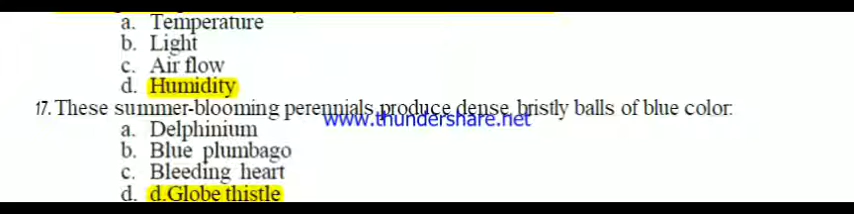 a. Temperature
b. Light
c. Air flow
d. Humidity
17. These summer-blooming perennials produce dense, bristly balls of blue color.
www.thundershare.net
a. Delphinium
b. Blue plumbago
c. Bleeding heart
d. d.Globe thistle